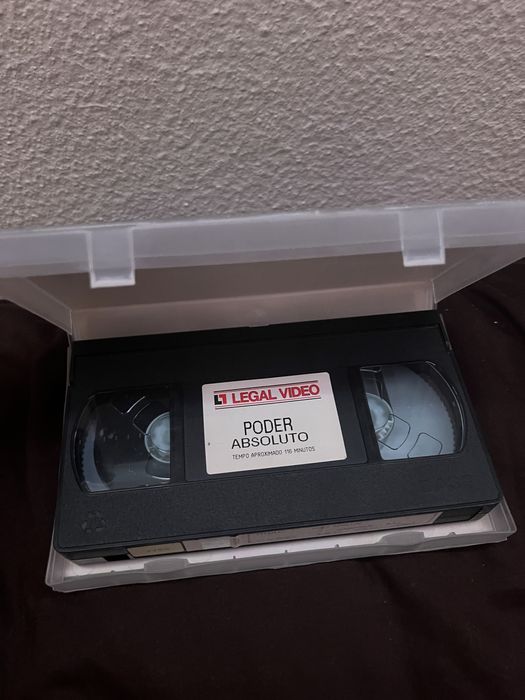 LEGAL VIDEO
PODER
ABSOLUTO
TEMPO APROXIMADO 116 MINUTOS